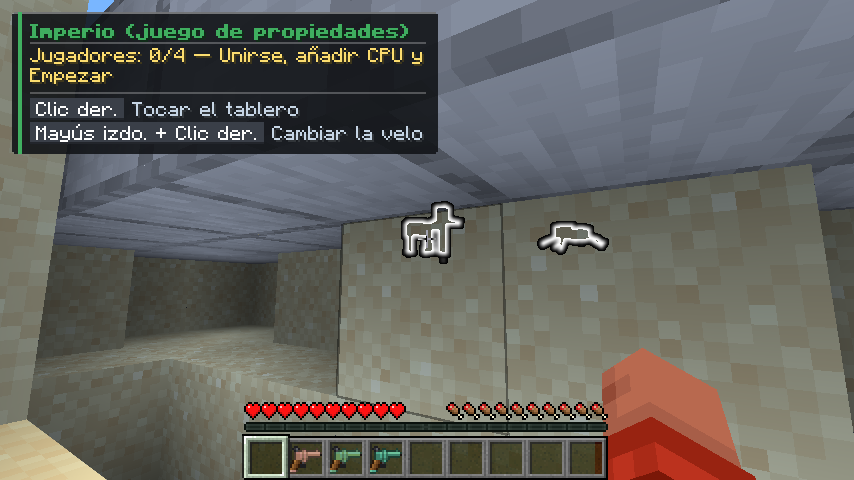 Imperio (juego de propiedades)
Jugadores: 0/4 — Unirse, añadir CPU y
Empezar
Clic der. Tocar el tablero
Mayús izdo. + Clic der. Cambiar la velo